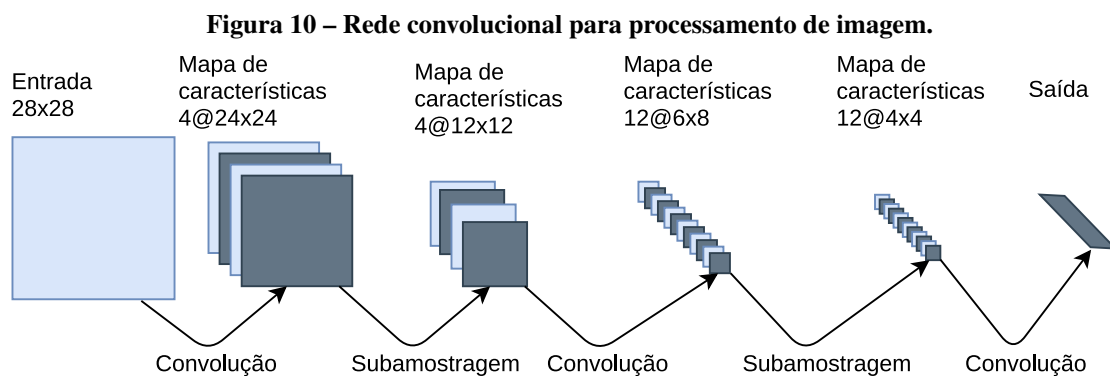 Figura 10 – Rede convolucional para processamento de imagem.
Entrada
28x28
Mapa de
características
4@24x24
Mapa de
características
4@12x12
Mapa de
características
12@6x8
Mapa de
características
12@4x4
Saída
Convolução
Subamostragem
Convolução
Subamostragem
Convolução